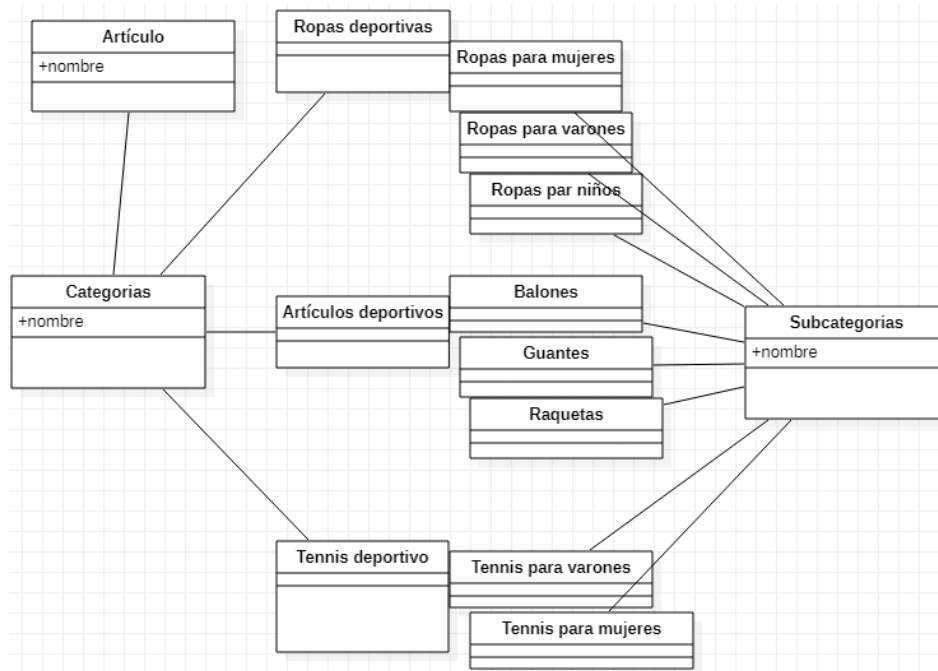 Artículo
+nombre
Ropas deportivas
Ropas para mujeres
Ropas para varones
Ropas par niños
Categorias
+nombre
Artículos deportivos
Balones
Guantes
Raquetas
Subcategorias
+nombre
Tennis deportivo
Tennis para varones
Tennis para mujeres